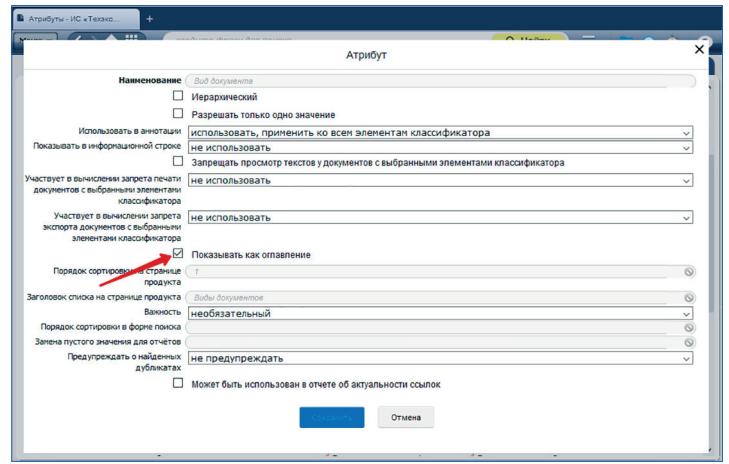 Атрибуты - ИС «Техэко...
+
Найти
Атрибут
×
Наименование Вид документа
Иерархический
Разрешать только одно значение
Использовать в аннотации использовать, применить ко всем элементам классификатора
Показывать в информационной строке не использовать
Запрещать просмотр текстов у документов с выбранными элементами классификатора
Участвует в вычислении запрета печати не использовать
документов с выбранными элементами
классификатора
Участвует в вычислении запрета не использовать
экспорта документов с выбранными
элементами классификатора
Показывать как оглавление
Порядок сортировки на странице 1
продукта
Заголовок списка на странице продукта Виды документов
Важность необязательный
Порядок сортировки в форме поиска
Замена пустого значения для отчётов
Предупреждать о найденных не предупреждать
дубликатах
Может быть использован в отчете об актуальности ссылок
Сохранить Отмена